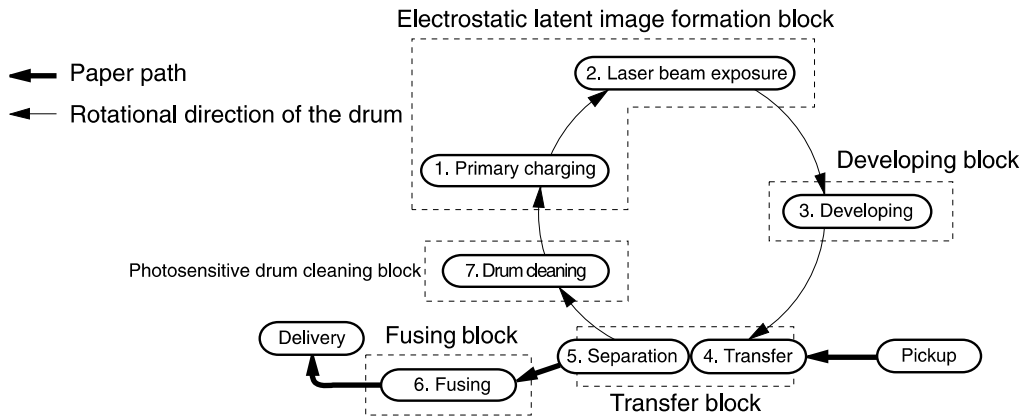 Electrostatic latent image formation block
Paper path
Rotational direction of the drum
2. Laser beam exposure
1. Primary charging
Developing block
3. Developing
Photosensitive drum cleaning block
7. Drum cleaning
Delivery
Fusing block
5. Separation
4. Transfer
Pickup
6. Fusing
Transfer block